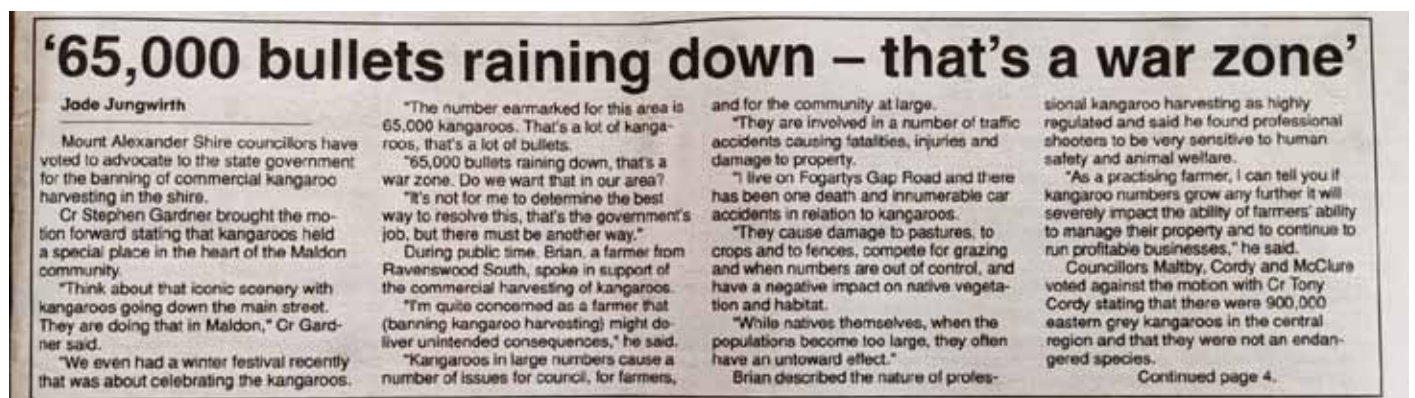 ‘65,000 bullets raining down – that’s a war zone’
Jade Jungwirth
Mount Alexander Shire councillors have
voted to advocate to the state government
for the banning of commercial kangaroo
harvesting in the shire.
Cr Stephen Gardner brought the mo-
tion forward stating that kangaroos held
a special place in the heart of the Maldon
community.
"Think about that iconic scenery with
kangaroos going down the main street.
They are doing that in Maldon," Cr Gard-
ner said.
"We even had a winter festival recently
that was about celebrating the kangaroos.
"The number earmarked for this area is
65,000 kangaroos. That's a lot of kanga-
roos, that's a lot of bullets.
"65,000 bullets raining down, that's a
war zone. Do we want that in our area?
"It's not for me to determine the best
way to resolve this, that's the government's
job, but there must be another way."
During public time, Brian, a farmer from
Ravenswood South, spoke in support of
the commercial harvesting of kangaroos.
"I'm quite concerned as a farmer that
(banning kangaroo harvesting) might de-
liver unintended consequences," he said.
"Kangaroos in large numbers cause a
number of issues for council, for farmers,
and for the community at large.
"They are involved in a number of traffic
accidents causing fatalities, injuries and
damage to property.
"I live on Fogartys Gap Road and there
has been one death and innumerable car
accidents in relation to kangaroos.
"They cause damage to pastures, to
crops and to fences, compete for grazing
and when numbers are out of control, and
have a negative impact on native vegeta-
tion and habitat.
"While natives themselves, when the
populations become too large, they often
have an untoward effect."
Brian described the nature of profes-
sional kangaroo harvesting as highly
regulated and said he found professional
shooters to be very sensitive to human
safety and animal welfare.
"As a practising farmer, I can tell you if
kangaroo numbers grow any further it will
severely impact the ability of farmers' ability
to manage their property and to continue to
run profitable businesses," he said.
Councillors Maltby, Cordy and McClure
voted against the motion with Cr Tony
Cordy stating that there were 900,000
eastern grey kangaroos in the central
region and that they were not an endan-
gered species.
Continued page 4.